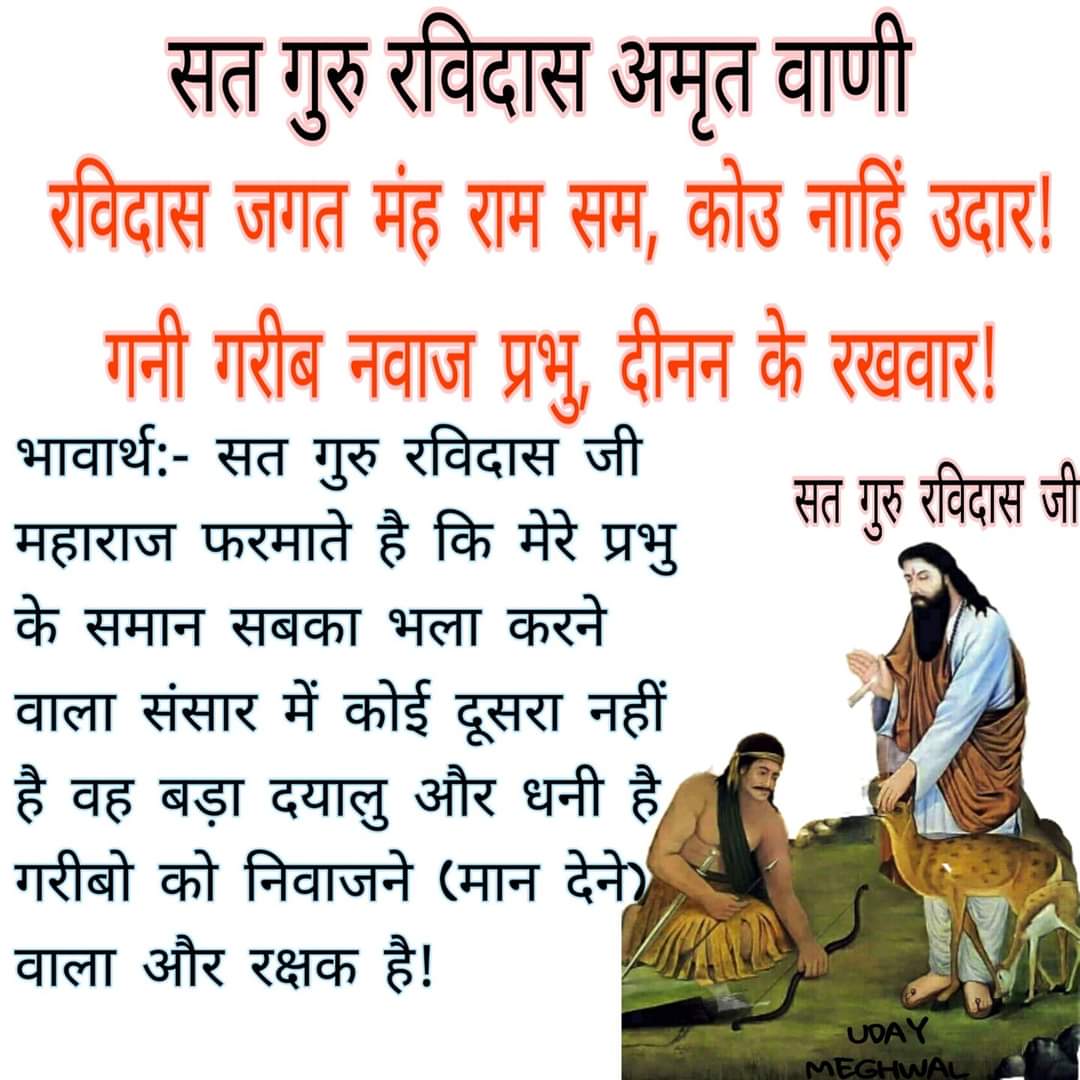 सत गुरु रविदास अमृत वाणी
रविदास जगत मंह राम सम, कोउ नाहिं उदार!
गनी गरीब नवाज प्रभु, दीनन के रखवार!
भावार्थ:- सत गुरु रविदास जी
महाराज फरमाते है कि मेरे प्रभु
के समान सबका भला करने
वाला संसार में कोई दूसरा नहीं
है वह बड़ा दयालु और धनी है
गरीबो को निवाजने (मान देने)
वाला और रक्षक है!
सत गुरु रविदास जी
UDAY
MEGHWAL